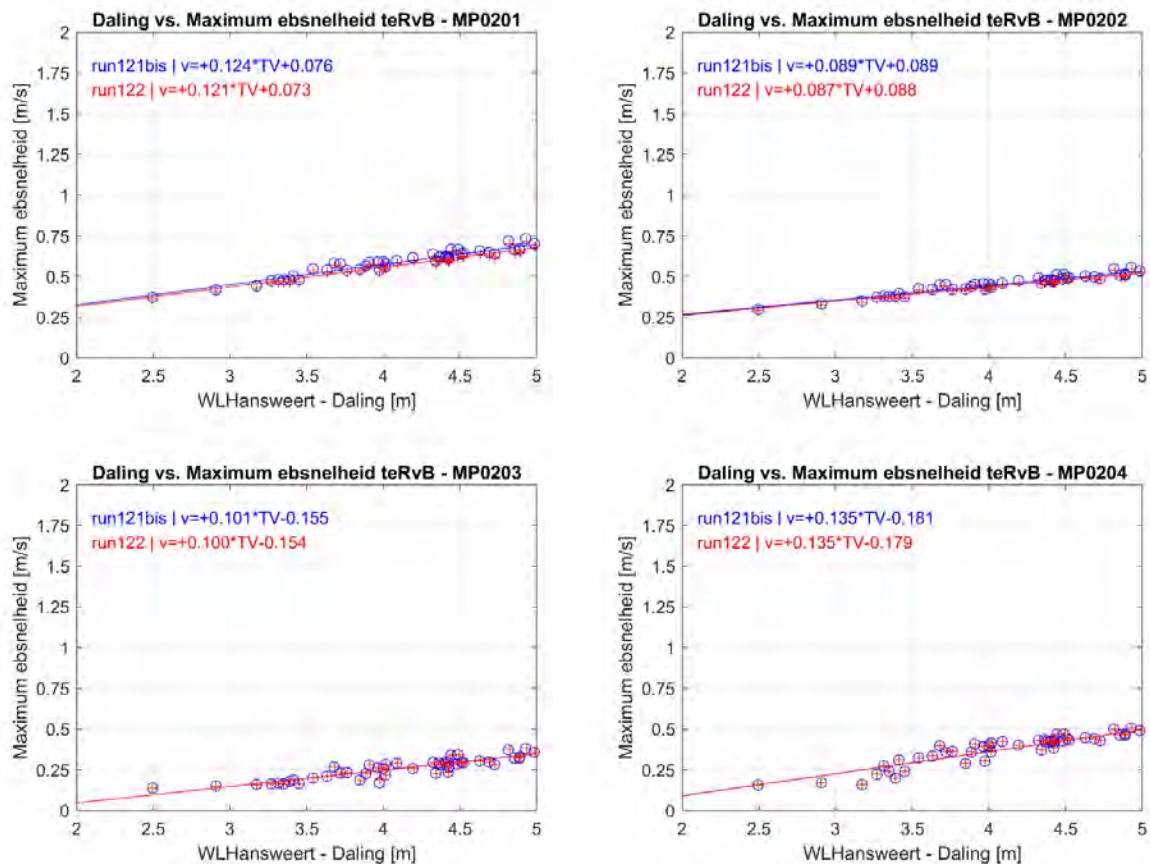 Daling vs. Maximum ebsnelheid teRvB - MP0201
run121bis | v=+0.124*TV+0.076
run122 | v=+0.121*TV+0.073
Maximum ebsnelheid [m/s]
2
1.75
1.5
1.25
1
0.75
0.5
0.25
0
2 2.5 3 3.5 4 4.5 5
WLHansweert - Daling [m]
Daling vs. Maximum ebsnelheid teRvB - MP0202
run121bis | v=+0.089*TV+0.089
run122 | v=+0.087*TV+0.088
Maximum ebsnelheid [m/s]
2
1.75
1.5
1.25
1
0.75
0.5
0.25
0
2 2.5 3 3.5 4 4.5 5
WLHansweert - Daling [m]
Daling vs. Maximum ebsnelheid teRvB - MP0203
run121bis | v=+0.101*TV-0.155
run122 | v=+0.100*TV-0.154
Maximum ebsnelheid [m/s]
2
1.75
1.5
1.25
1
0.75
0.5
0.25
0
2 2.5 3 3.5 4 4.5 5
WLHansweert - Daling [m]
Daling vs. Maximum ebsnelheid teRvB - MP0204
run121bis | v=+0.135*TV-0.181
run122 | v=+0.135*TV-0.179
Maximum ebsnelheid [m/s]
2
1.75
1.5
1.25
1
0.75
0.5
0.25
0
2 2.5 3 3.5 4 4.5 5
WLHansweert - Daling [m]